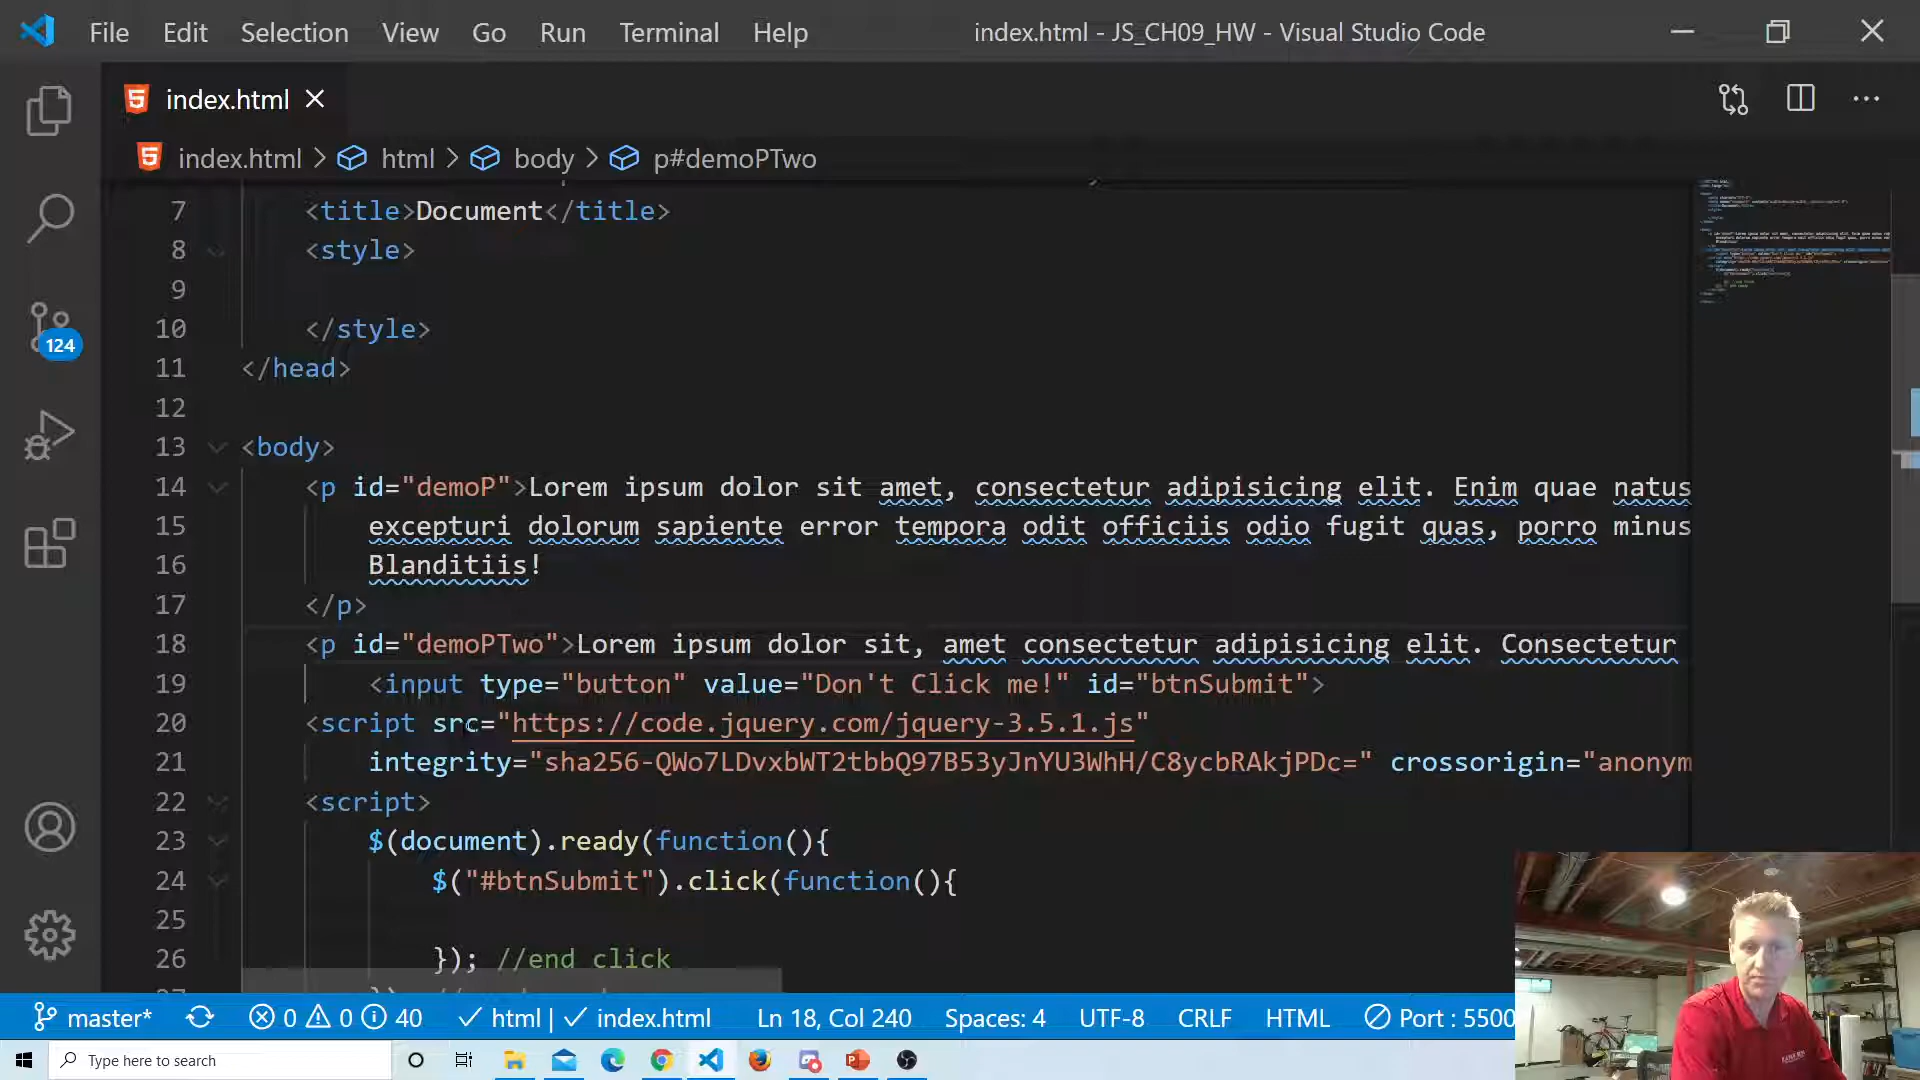 File Edit Selection View Go Run Terminal Help index.html - JS_CH09_HW - Visual Studio Code
index.html
index.html > html > body > p#demoPTwo
7 <title>Document</title>
8 <style>
9
10 </style>
11 </head>
12
13 <body>
14 <p id="demoP">Lorem ipsum dolor sit amet, consectetur adipisicing elit. Enim quae natus
15 excepturi dolorum sapiente error tempora odit officiis odio fugit quas, porro minus
16 Blanditiis!
17 </p>
18 <p id="demoPTwo">Lorem ipsum dolor sit, amet consectetur adipisicing elit. Consectetur
19 <input type="button" value="Don't Click me!" id="btnSubmit">
20 <script src="https://code.jquery.com/jquery-3.5.1.js"
21 integrity="sha256-QWo7LDvxbWT2tbbQ97B53yJnYU3WhH/C8ycbRAkjPDc=" crossorigin="anonym
22 <script>
23 $(document).ready(function(){
24 $("#btnSubmit").click(function(){
25
26 }); //end click
124
master* 0 0 40 html | index.html Ln 18, Col 240 Spaces: 4 UTF-8 CRLF HTML Port : 5500
Type here to search